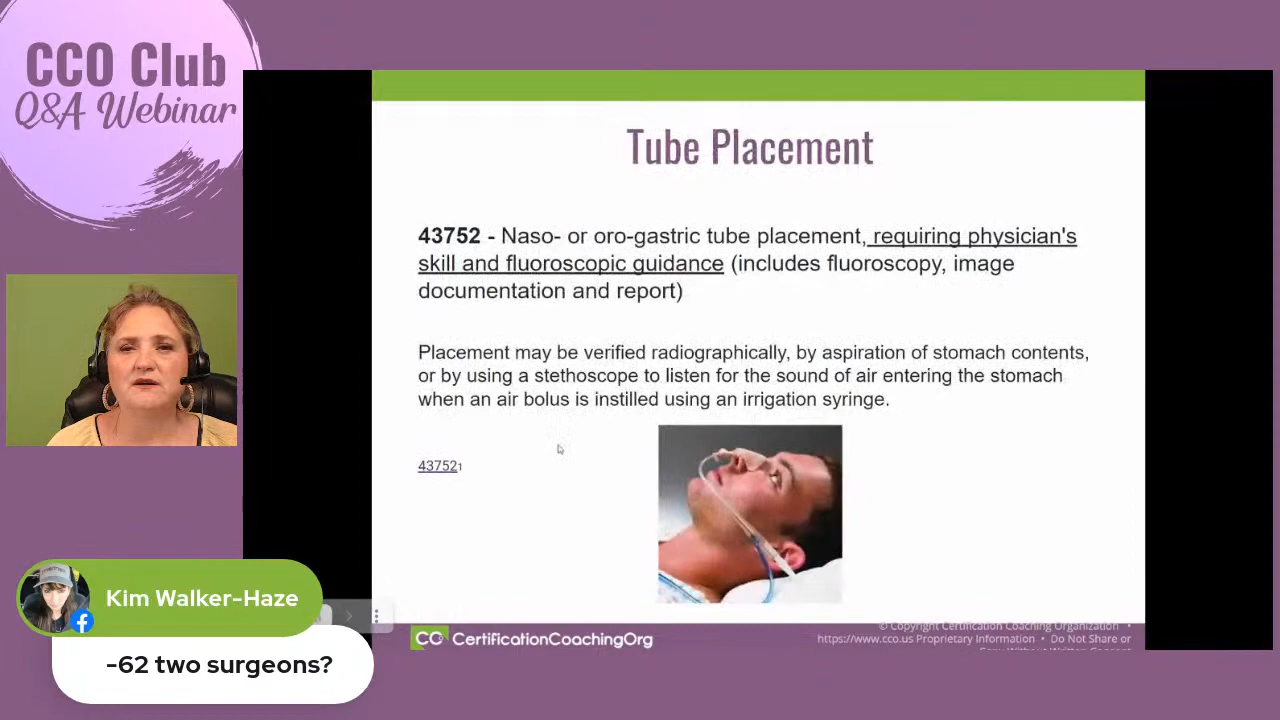 CCO Club
Q&A Webinar
Tube Placement
43752 - Naso- or oro-gastric tube placement, requiring physician's
skill and fluoroscopic guidance (includes fluoroscopy, image
documentation and report)
Placement may be verified radiographically, by aspiration of stomach contents,
or by using a stethoscope to listen for the sound of air entering the stomach
when an air bolus is instilled using an irrigation syringe.
437521
Kim Walker-Haze
-62 two surgeons?
CO CertificationCoachingOrg
© Copyright Certification Coaching Organization •
https://www.cco.us Proprietary Information • Do Not Share or